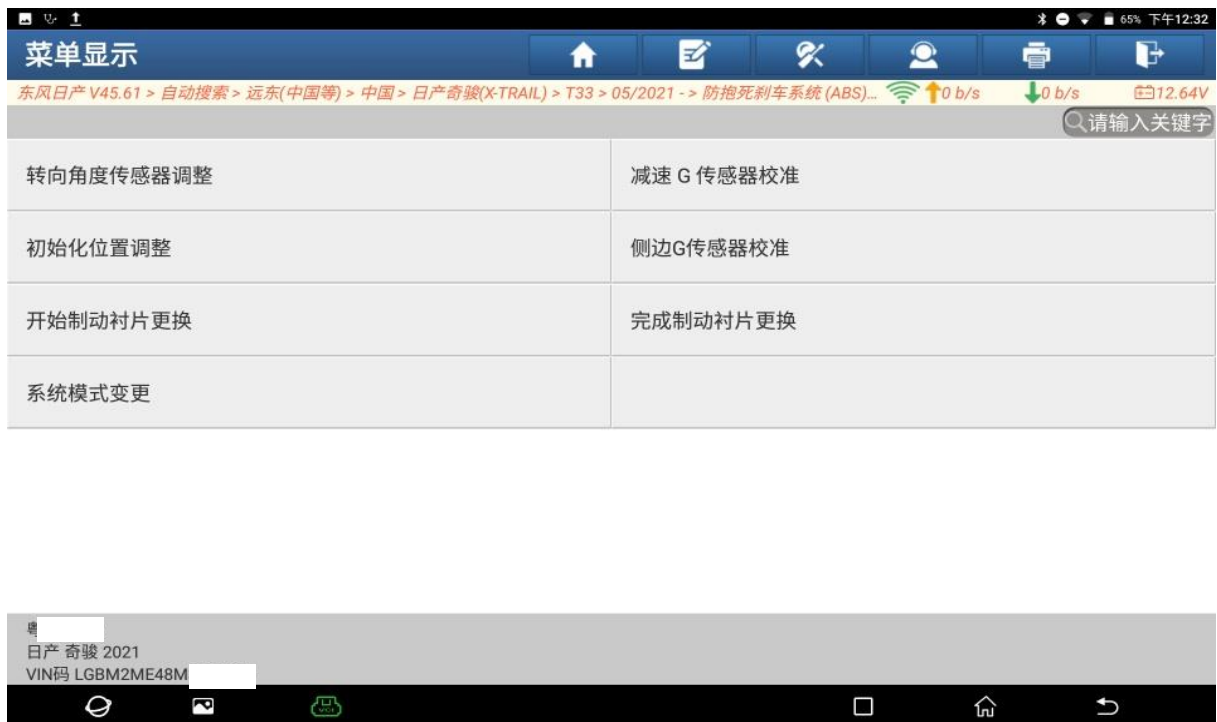 65% 下午12:32
菜单显示
东风日产 V45.61 > 自动搜索 > 远东(中国等) > 中国 > 日产奇骏(X-TRAIL) > T33 > 05/2021 - > 防抱死刹车系统 (ABS)... 0 b/s 0 b/s 12.64V
请输入关键字
转向角度传感器调整 减速 G 传感器校准
初始化位置调整 侧边G传感器校准
开始制动衬片更换 完成制动衬片更换
系统模式变更
粤
日产 奇骏 2021
VIN码 LGBM2ME48M
VCI